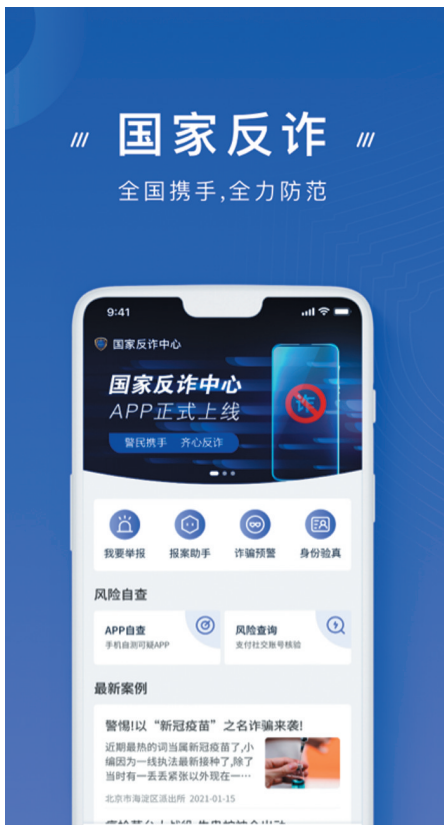 国家反诈
全国携手,全力防范
9:41
国家反诈中心
国家反诈中心
APP正式上线
诈
警民携手 齐心反诈
我要举报 报案助手 诈骗预警 身份验真
风险自查
APP自查
手机自测可疑APP
风险查询
支付社交账号核验
最新案例
警惕!以“新冠疫苗”之名诈骗来袭!
近期最热的词当属新冠疫苗了,小
编因为一线执法最新接种了,除了
当时有一丢丢紧张以外现在一···
北京市海淀区派出所 2021-01-15